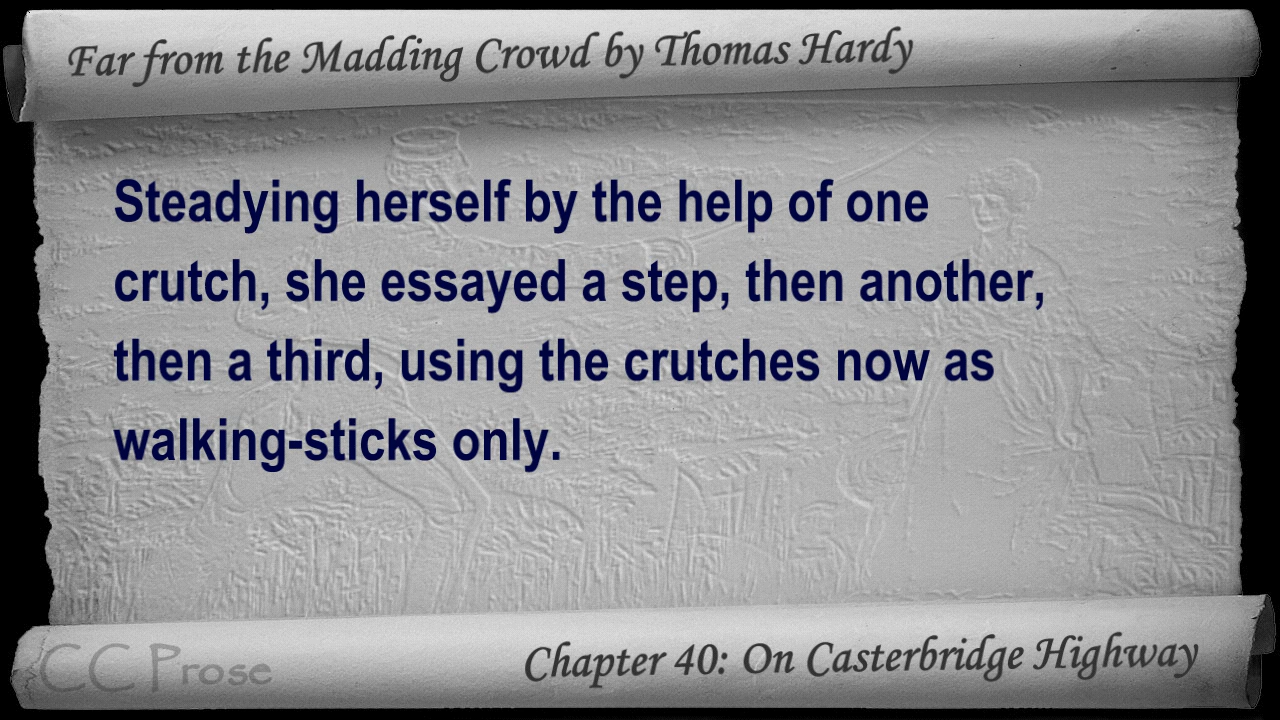 Far from the Madding Crowd by Thomas Hardy
Steadying herself by the help of one
crutch, she essayed a step, then another,
then a third, using the crutches now as
walking-sticks only.
CC Prose
Chapter 40: On Casterbridge Highway